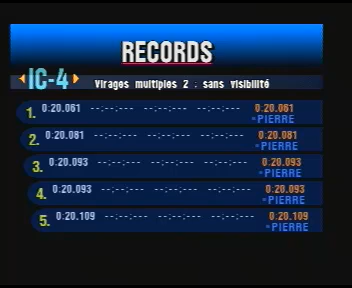 RECORDS
IC-4 Virages multiples 2 : sans visibilité
1. 0:20.061 --:--:--- --:--:--- --:--:--- 0:20.061
*PIERRE
2. 0:20.081 --:--:--- --:--:--- --:--:--- 0:20.081
*PIERRE
3. 0:20.093 --:--:--- --:--:--- --:--:--- 0:20.093
*PIERRE
4. 0:20.093 --:--:--- --:--:--- --:--:--- 0:20.093
*PIERRE
5. 0:20.109 --:--:--- --:--:--- --:--:--- 0:20.109
*PIERRE